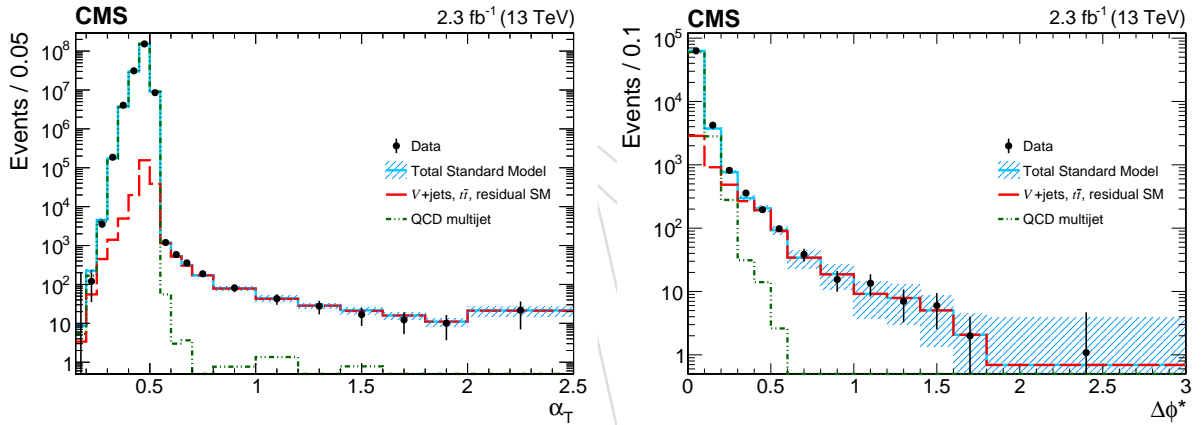 CMS 2.3 fb⁻¹ (13 TeV)
Events / 0.05
10⁸
10⁷
10⁶
10⁵
10⁴
10³
10²
10
1
Data
Total Standard Model
V+jets, tt̄, residual SM
QCD multijet
0.5 1 1.5 2 2.5
α_T
CMS 2.3 fb⁻¹ (13 TeV)
Events / 0.1
10⁵
10⁴
10³
10²
10
1
Data
Total Standard Model
V+jets, tt̄, residual SM
QCD multijet
0 0.5 1 1.5 2 2.5 3
Δϕ*